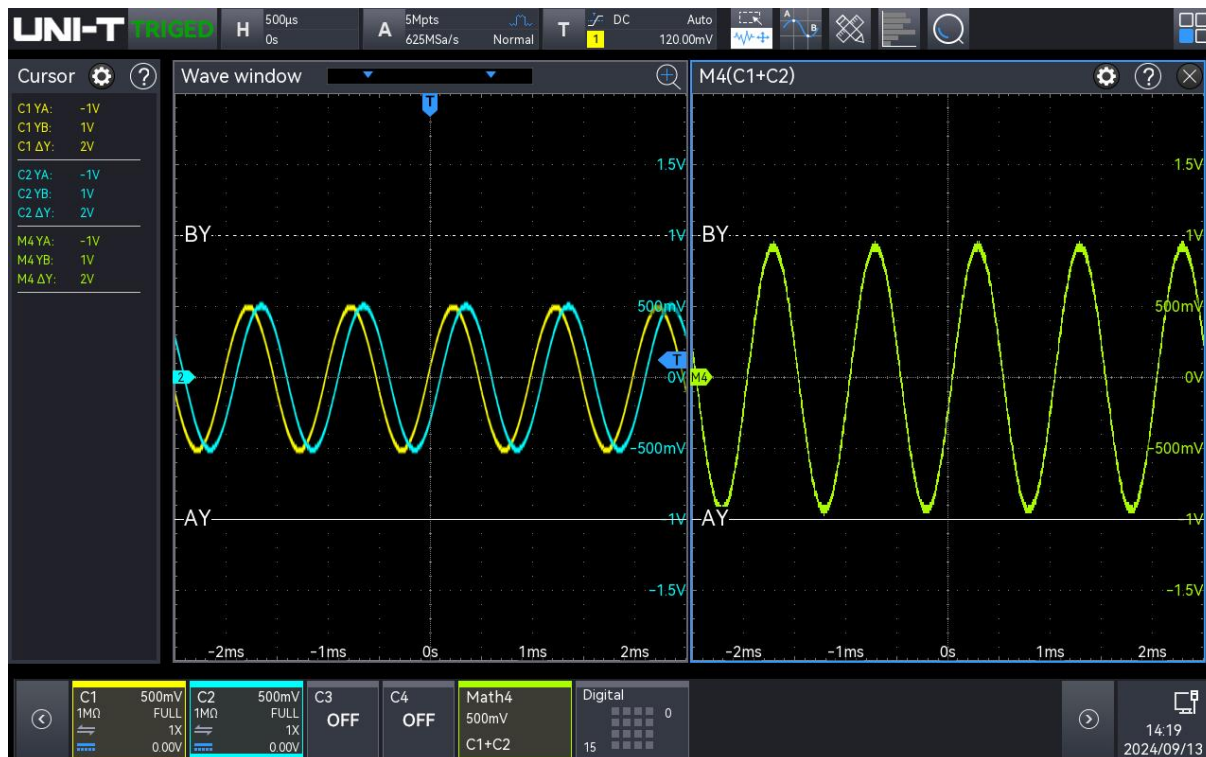 UNI-T TRIGED H 500μs 0s A 5Mpts 625MSa/s Normal T DC 1 Auto 120.00mV A B
Cursor ?
C1 YA: -1V
C1 YB: 1V
C1 ΔY: 2V
C2 YA: -1V
C2 YB: 1V
C2 ΔY: 2V
M4 YA: -1V
M4 YB: 1V
M4 ΔY: 2V
Wave window
T
1.5V
BY 1V
500mV
T
2 0V
-500mV
AY -1V
-1.5V
-2ms -1ms 0s 1ms 2ms
M4(C1+C2) ?
1.5V
BY 1V
500mV
M4 0V
-500mV
AY -1V
-1.5V
-2ms -1ms 0s 1ms 2ms
C1 500mV
1MΩ FULL
1X
0.00V
C2 500mV
1MΩ FULL
1X
0.00V
C3
OFF
C4
OFF
Math4
500mV
C1+C2
Digital
0
15
14:19
2024/09/13